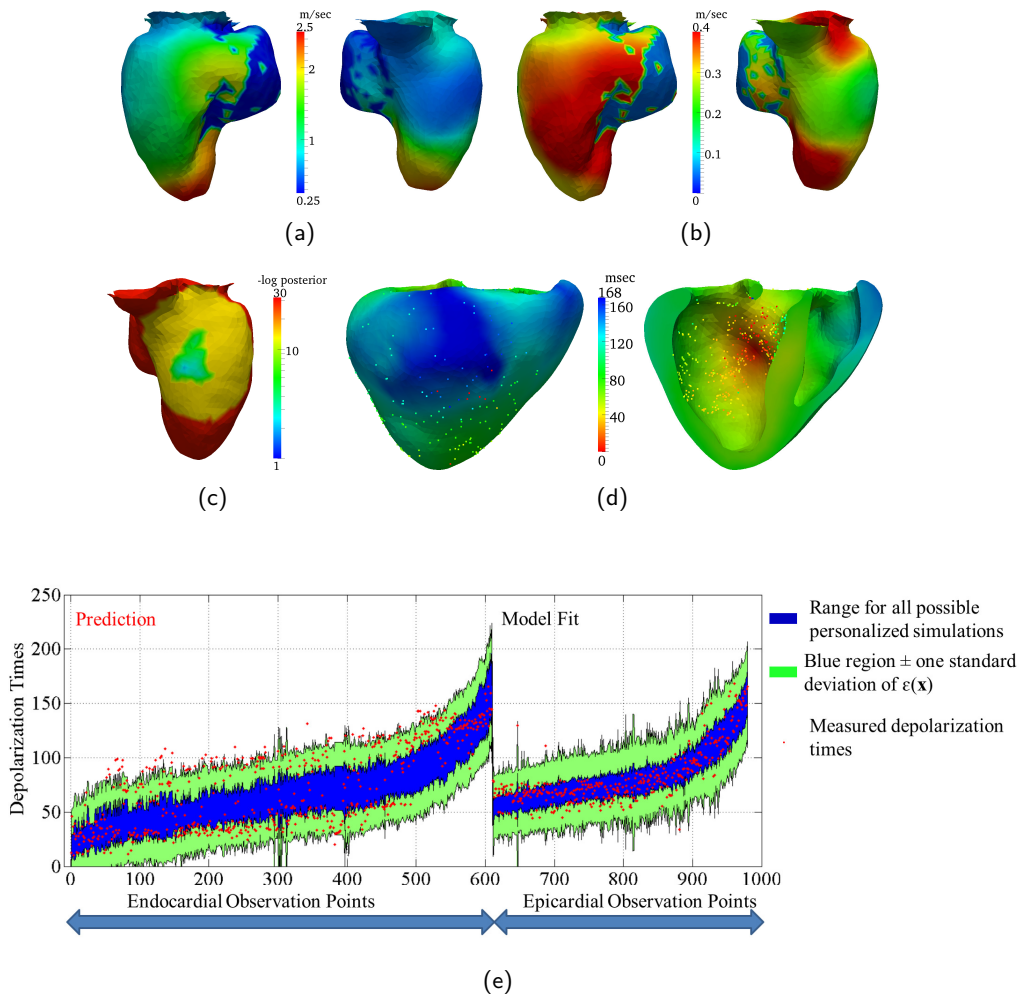 m/sec
2.5
2
1
0.25
(a)
m/sec
0.4
0.3
0.2
0.1
0
(b)
-log posterior
30
10
1
(c)
msec
168
160
120
80
40
0
(d)
250
200
150
100
50
0
Depolarization Times
Prediction
Model Fit
0 100 200 300 400 500 600 700 800 900 1000
Endocardial Observation Points
Epicardial Observation Points
Range for all possible
personalized simulations
Blue region ± one standard
deviation of ε(x)
Measured depolarization
times
(e)